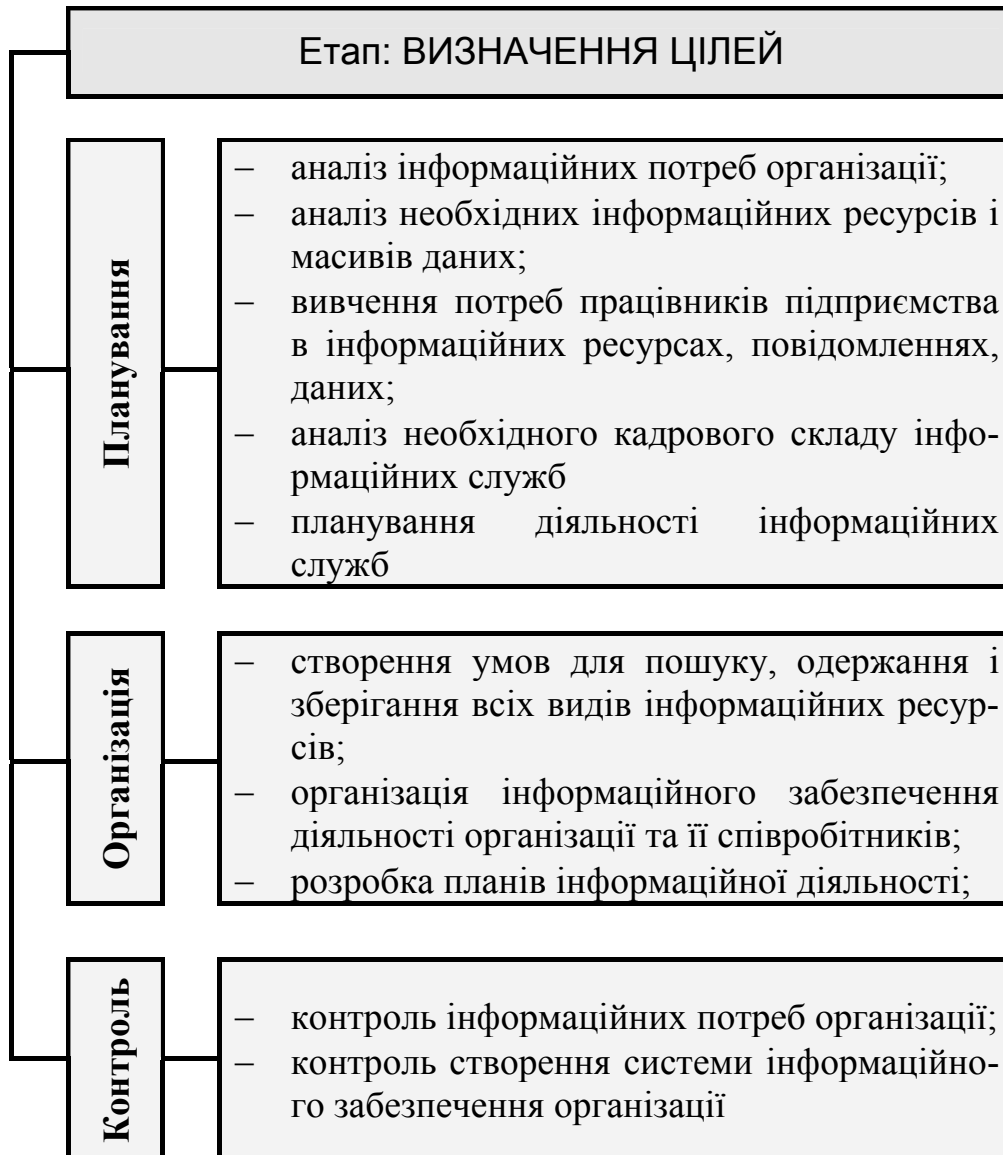 Етап: ВИЗНАЧЕННЯ ЦІЛЕЙ
Планування
– аналіз інформаційних потреб організації;
– аналіз необхідних інформаційних ресурсів і
масивів даних;
– вивчення потреб працівників підприємства
в інформаційних ресурсах, повідомленнях,
даних;
– аналіз необхідного кадрового складу інфо-
рмаційних служб
– планування діяльності інформаційних
служб
Організація
– створення умов для пошуку, одержання і
зберігання всіх видів інформаційних ресур-
сів;
– організація інформаційного забезпечення
діяльності організації та її співробітників;
– розробка планів інформаційної діяльності;
Контроль
– контроль інформаційних потреб організації;
– контроль створення системи інформаційно-
го забезпечення організації